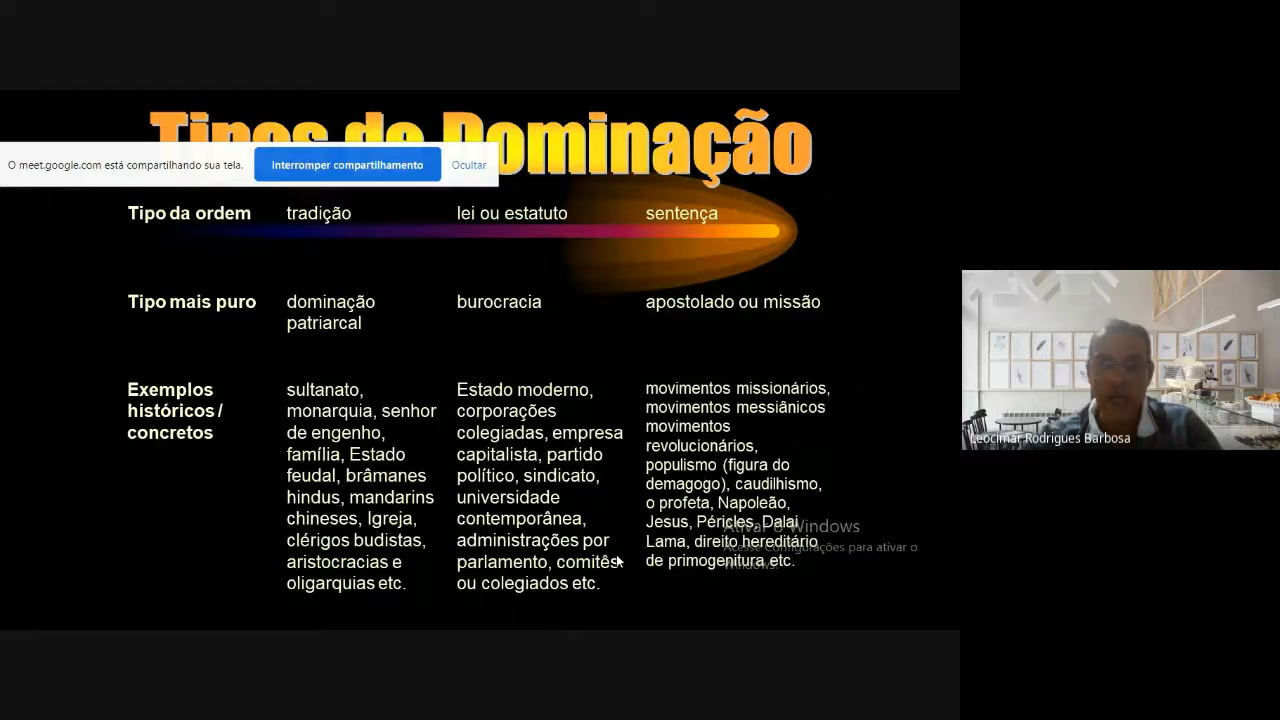 Tipos de Dominação
O meet.google.com está compartilhando sua tela.
Interromper compartilhamento
Ocultar
Tipo da ordem
tradição
lei ou estatuto
sentença
Tipo mais puro
dominação
patriarcal
burocracia
apostolado ou missão
Exemplos
históricos /
concretos
sultanato,
monarquia, senhor
de engenho,
família, Estado
feudal, brâmanes
hindus, mandarins
chineses, Igreja,
clérigos budistas,
aristocracias e
oligarquias etc.
Estado moderno,
corporações
colegiadas, empresa
capitalista, partido
político, sindicato,
universidade
contemporânea,
administrações por
parlamento, comitês
ou colegiados etc.
movimentos missionários,
movimentos messiânicos
movimentos
revolucionários,
populismo (figura do
demagogo), caudilhismo,
o profeta, Napoleão,
Jesus, Péricles, Dalai
Lama, direito hereditário
de primogenitura etc.
Ativar o Windows
Acesse Configurações para ativar o
Windows.
Leocimar Rodrigues Barbosa